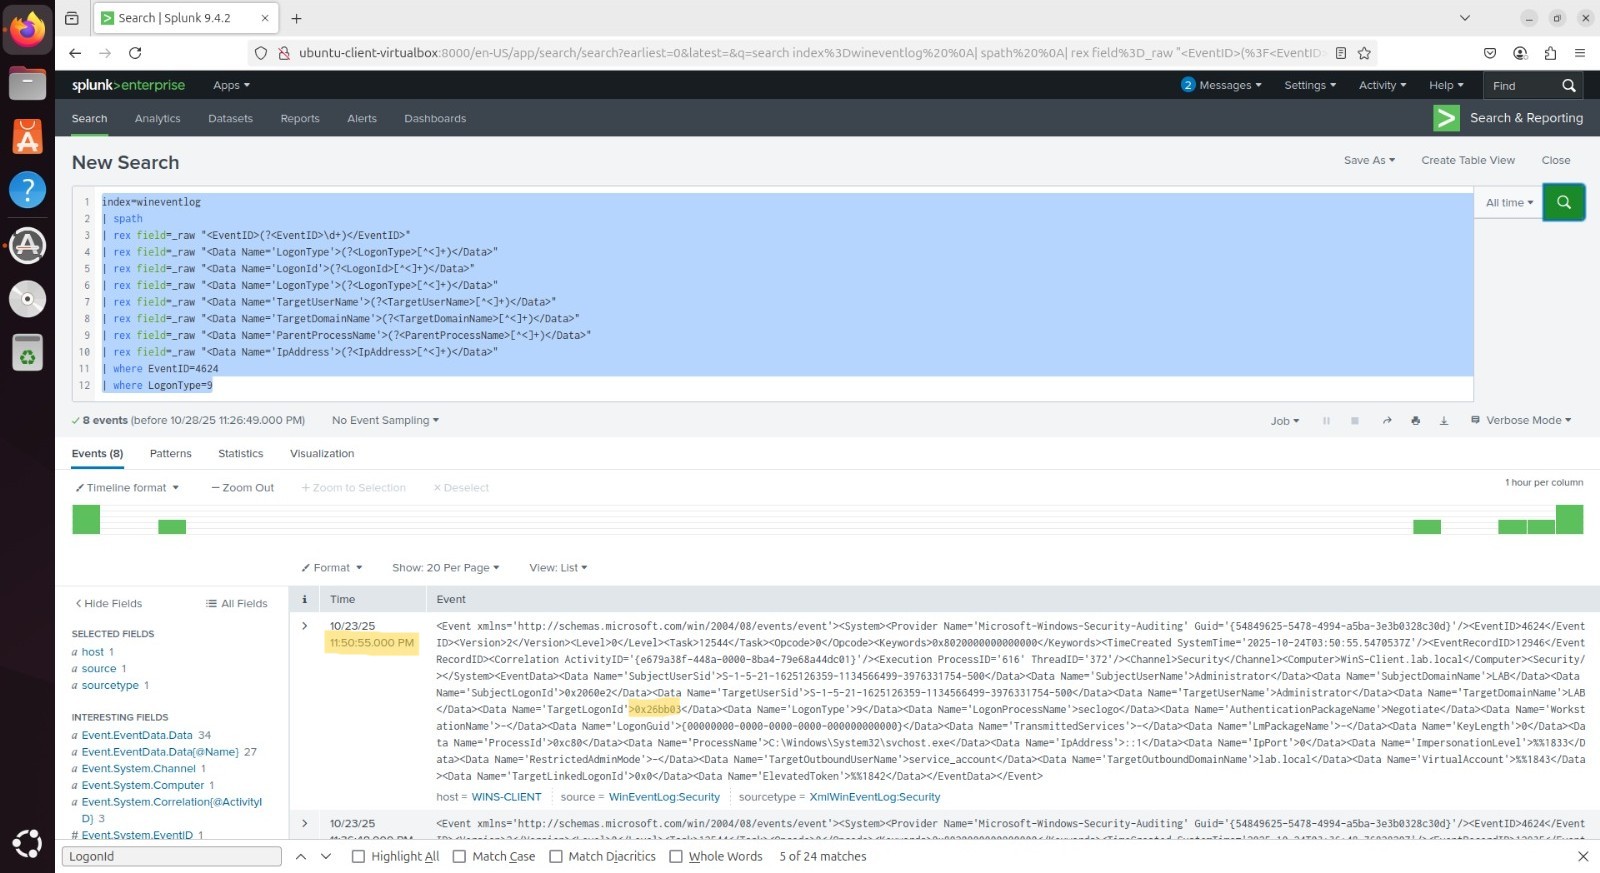 Search | Splunk 9.4.2
ubuntu-client-virtualbox:8000/en-US/app/search/search?earliest=0&latest=&q=search index%3Dwineventlog%20%0A| spath%20%0A| rex field%3D_raw "<EventID>(%3F<EventID>
splunk>enterprise Apps
2 Messages Settings Activity Help Find
Search Analytics Datasets Reports Alerts Dashboards Search & Reporting
New Search
Save As Create Table View Close
1 index=wineventlog
2 | spath
3 | rex field=_raw "<EventID>(?<EventID>\d+)</EventID>"
4 | rex field=_raw "<Data Name='LogonType'>(?<LogonType>[^<]+)</Data>"
5 | rex field=_raw "<Data Name='LogonId'>(?<LogonId>[^<]+)</Data>"
6 | rex field=_raw "<Data Name='LogonType'>(?<LogonType>[^<]+)</Data>"
7 | rex field=_raw "<Data Name='TargetUserName'>(?<TargetUserName>[^<]+)</Data>"
8 | rex field=_raw "<Data Name='TargetDomainName'>(?<TargetDomainName>[^<]+)</Data>"
9 | rex field=_raw "<Data Name='ParentProcessName'>(?<ParentProcessName>[^<]+)</Data>"
10 | rex field=_raw "<Data Name='IpAddress'>(?<IpAddress>[^<]+)</Data>"
11 | where EventID=4624
12 | where LogonType=9
All time
8 events (before 10/28/25 11:26:49.000 PM) No Event Sampling
Job Verbose Mode
Events (8) Patterns Statistics Visualization
Timeline format — Zoom Out + Zoom to Selection × Deselect
1 hour per column
Format Show: 20 Per Page View: List
< Hide Fields All Fields
i Time Event
SELECTED FIELDS
a host 1
a source 1
a sourcetype 1
INTERESTING FIELDS
a Event.EventData.Data 34
a Event.EventData.Data{@Name} 27
a Event.System.Channel 1
a Event.System.Computer 1
a Event.System.Correlation{@ActivityI
D} 3
# Event.System.EventID 1
10/23/25
11:50:55.000 PM
<Event xmlns='http://schemas.microsoft.com/win/2004/08/events/event'><System><Provider Name='Microsoft-Windows-Security-Auditing' Guid='{54849625-5478-4994-a5ba-3e3b0328c30d}'/><EventID>4624</Event
ID><Version>2</Version><Level>0</Level><Task>12544</Task><Opcode>0</Opcode><Keywords>0x8020000000000000</Keywords><TimeCreated SystemTime='2025-10-24T03:50:55.5470537Z'/><EventRecordID>12946</Event
RecordID><Correlation ActivityID='{e679a38f-448a-0000-8ba4-79e68a44dc01}'/><Execution ProcessID='616' ThreadID='372'/><Channel>Security</Channel><Computer>WinS-Client.lab.local</Computer><Security/
></System><EventData><Data Name='SubjectUserSid'>S-1-5-21-1625126359-1134566499-3976331754-500</Data><Data Name='SubjectUserName'>Administrator</Data><Data Name='SubjectDomainName'>LAB</Data><Data
Name='SubjectLogonId'>0x2060e2</Data><Data Name='TargetUserSid'>S-1-5-21-1625126359-1134566499-3976331754-500</Data><Data Name='TargetUserName'>Administrator</Data><Data Name='TargetDomainName'>LAB
</Data><Data Name='TargetLogonId'>0x26bb03</Data><Data Name='LogonType'>9</Data><Data Name='LogonProcessName'>seclogo</Data><Data Name='AuthenticationPackageName'>Negotiate</Data><Data Name='Workst
ationName'>-</Data><Data Name='LogonGuid'>{00000000-0000-0000-0000-000000000000}</Data><Data Name='TransmittedServices'>-</Data><Data Name='LmPackageName'>-</Data><Data Name='KeyLength'>0</Data><Da
ta Name='ProcessId'>0xc80</Data><Data Name='ProcessName'>C:\Windows\System32\svchost.exe</Data><Data Name='IpAddress'>::1</Data><Data Name='IpPort'>0</Data><Data Name='ImpersonationLevel'>%%1833</D
ata><Data Name='RestrictedAdminMode'>-</Data><Data Name='TargetOutboundUserName'>service_account</Data><Data Name='TargetOutboundDomainName'>lab.local</Data><Data Name='VirtualAccount'>%%1843</Data
><Data Name='TargetLinkedLogonId'>0x0</Data><Data Name='ElevatedToken'>%%1842</Data></EventData></Event>
host = WINS-CLIENT source = WinEventLog:Security sourcetype = XmlWinEventLog:Security
10/23/25
<Event xmlns='http://schemas.microsoft.com/win/2004/08/events/event'><System><Provider Name='Microsoft-Windows-Security-Auditing' Guid='{54849625-5478-4994-a5ba-3e3b0328c30d}'/><EventID>4624</Event
LogonId Highlight All Match Case Match Diacritics Whole Words 5 of 24 matches